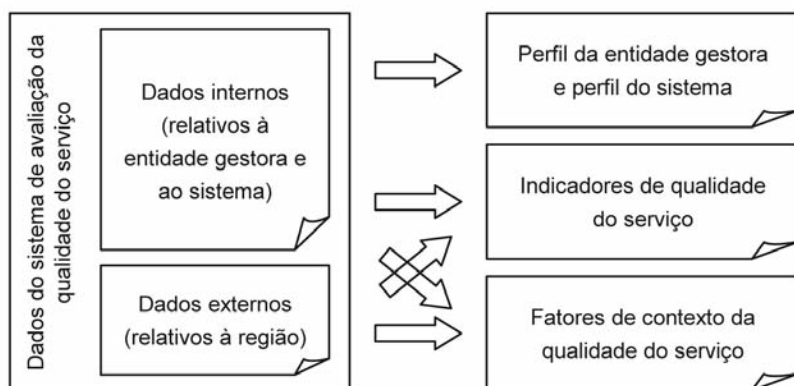 Dados do sistema de avaliação da
qualidade do serviço
Dados internos
(relativos à
entidade gestora e
ao sistema)
Dados externos
(relativos à região)
Perfil da entidade gestora
e perfil do sistema
Indicadores de qualidade
do serviço
Fatores de contexto da
qualidade do serviço